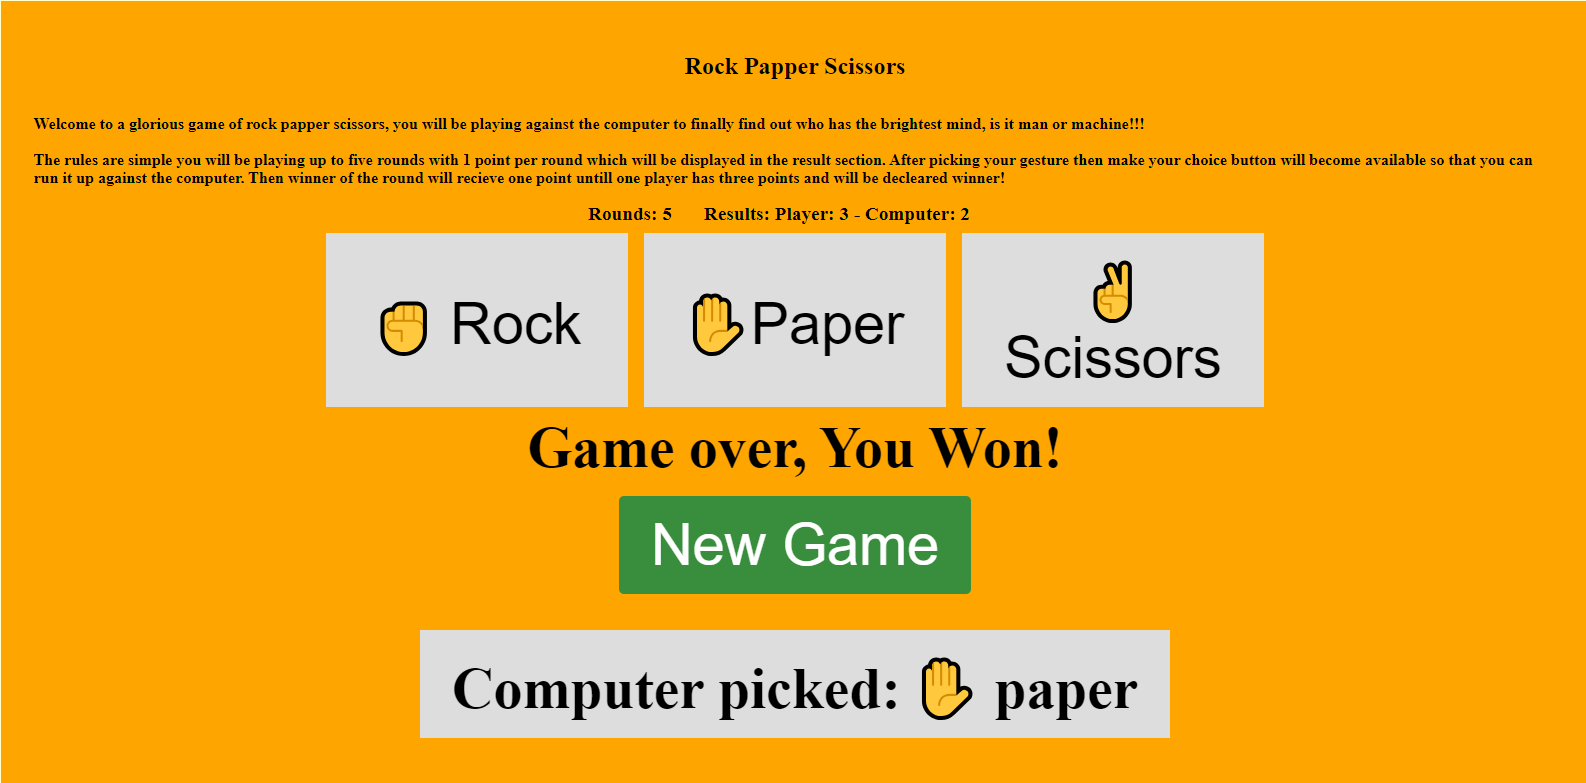 Rock Papper Scissors
Welcome to a glorious game of rock papper scissors, you will be playing against the computer to finally find out who has the brightest mind, is it man or machine!!!
The rules are simple you will be playing up to five rounds with 1 point per round which will be displayed in the result section. After picking your gesture then make your choice button will become available so that you can
run it up against the computer. Then winner of the round will recieve one point untill one player has three points and will be decleared winner!
Rounds: 5 Results: Player: 3 - Computer: 2
✊ Rock
✋Paper
✌
Scissors
Game over, You Won!
New Game
Computer picked: ✋ paper